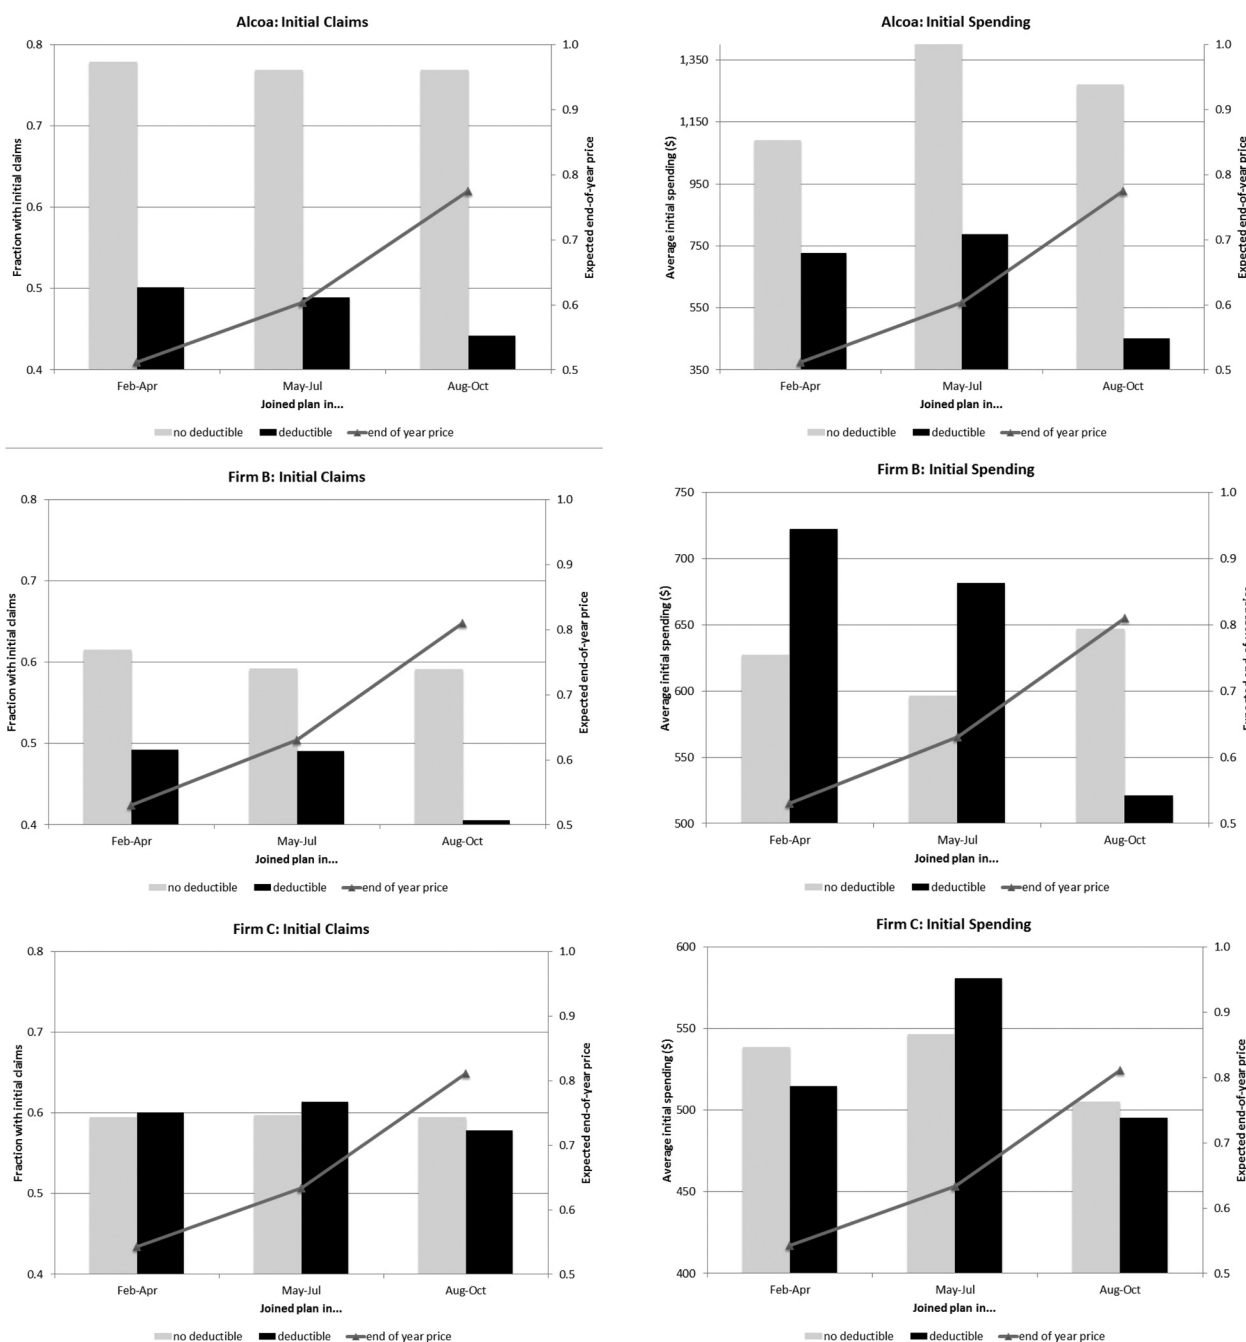 Alcoa: Initial Claims
Fraction with initial claims
0.8
0.7
0.6
0.5
0.4
1.0
0.9
0.8
0.7
0.6
0.5
Expected end-of-year price
Feb-Apr May-Jul Aug-Oct
Joined plan in...
no deductible deductible end of year price
Alcoa: Initial Spending
Average initial spending ($)
1,350
1,150
950
750
550
350
1.0
0.9
0.8
0.7
0.6
0.5
Expected end-of-year price
Feb-Apr May-Jul Aug-Oct
Joined plan in...
no deductible deductible end of year price
Firm B: Initial Claims
Fraction with initial claims
0.8
0.7
0.6
0.5
0.4
1.0
0.9
0.8
0.7
0.6
0.5
Expected end-of-year price
Feb-Apr May-Jul Aug-Oct
Joined plan in...
no deductible deductible end of year price
Firm B: Initial Spending
Average initial spending ($)
750
700
650
600
550
500
1.0
0.9
0.8
0.7
0.6
0.5
Expected end-of-year price
Feb-Apr May-Jul Aug-Oct
Joined plan in...
no deductible deductible end of year price
Firm C: Initial Claims
Fraction with initial claims
0.8
0.7
0.6
0.5
0.4
1.0
0.9
0.8
0.7
0.6
0.5
Expected end-of-year price
Feb-Apr May-Jul Aug-Oct
Joined plan in...
no deductible deductible end of year price
Firm C: Initial Spending
Average initial spending ($)
600
550
500
450
400
1.0
0.9
0.8
0.7
0.6
0.5
Expected end-of-year price
Feb-Apr May-Jul Aug-Oct
Joined plan in...
no deductible deductible end of year price